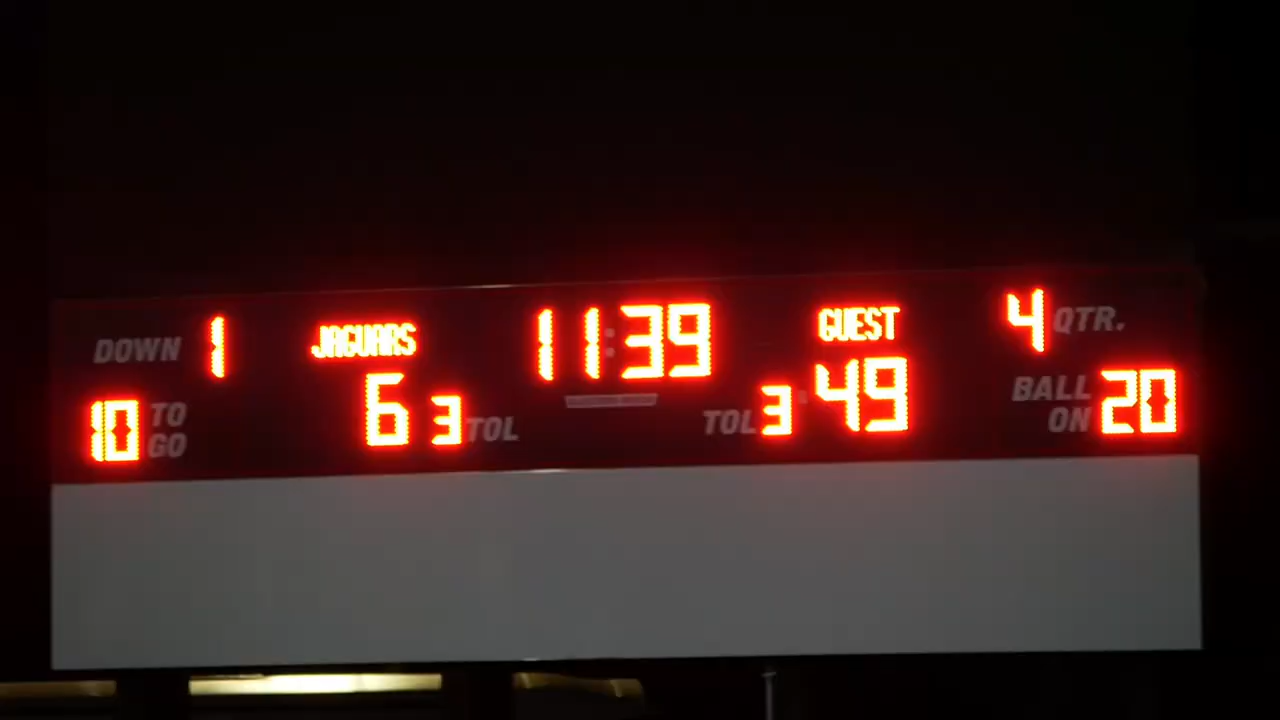 DOWN 1
JAGUARS
11:39
GUEST
4 QTR.
10 TO GO
6
3 TOL
TOL 3
49
BALL ON 20